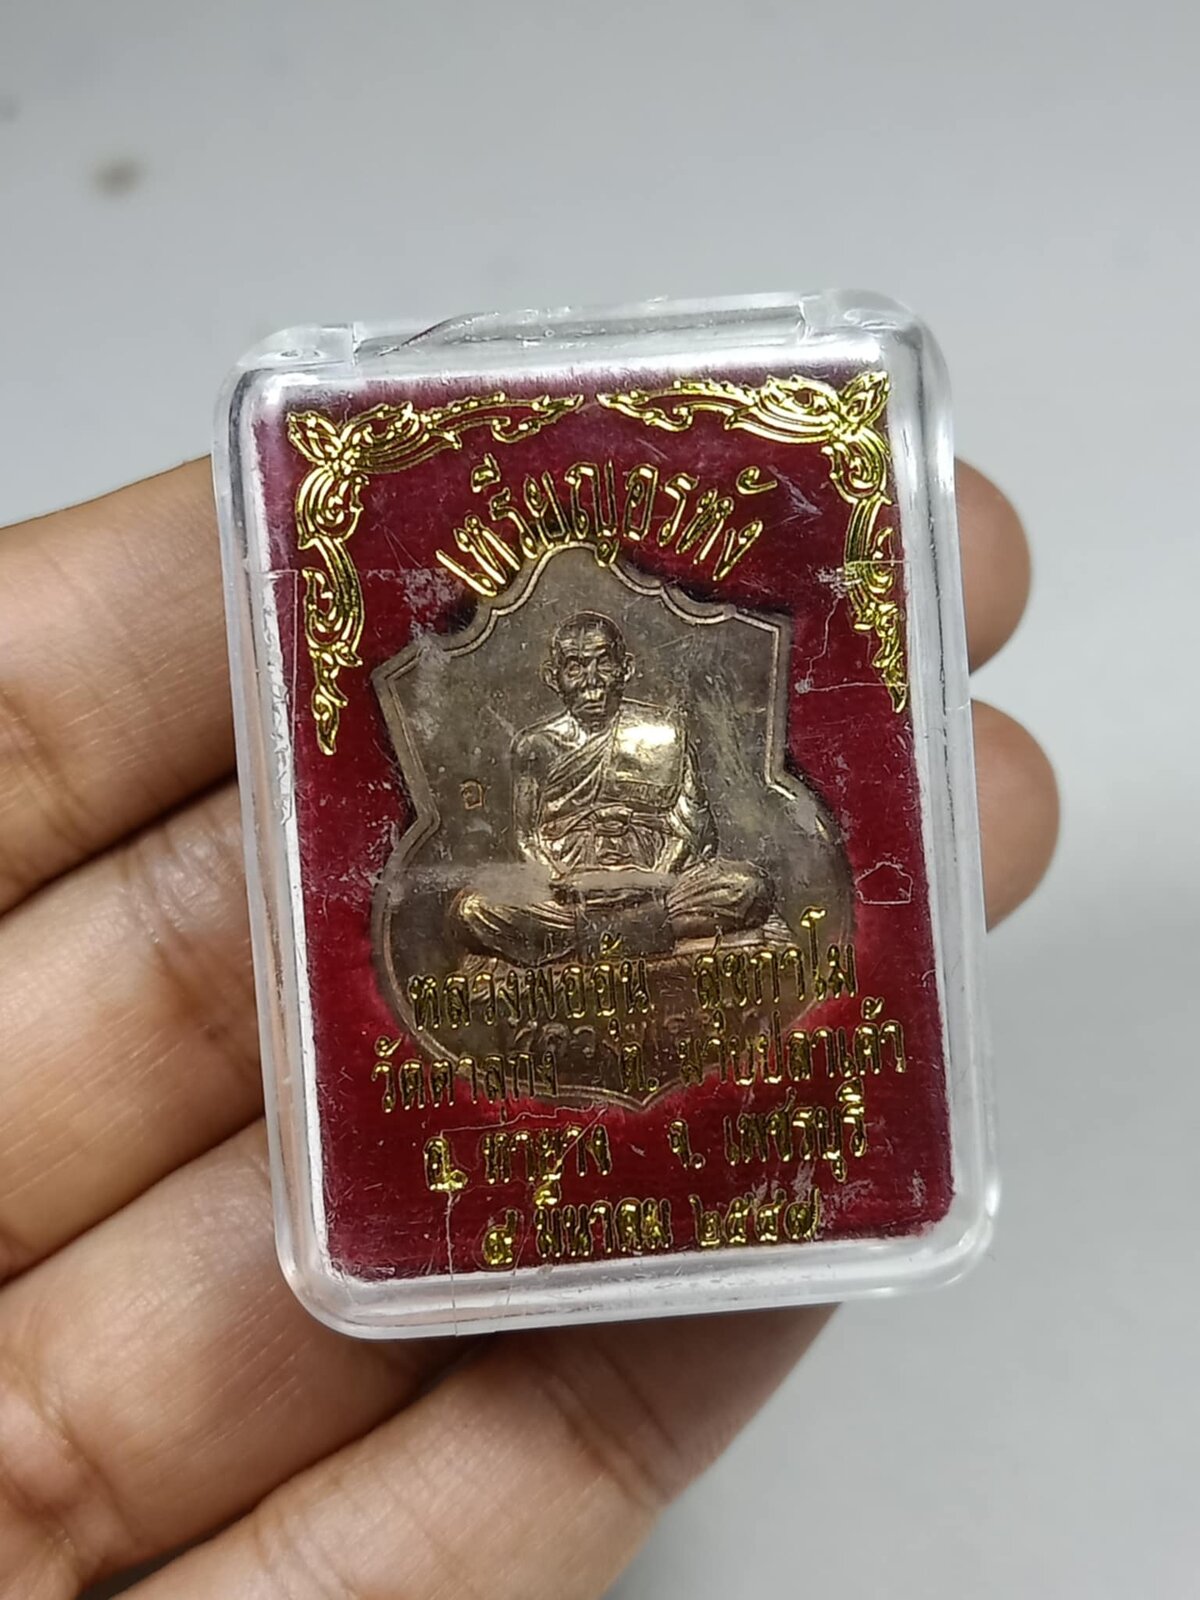 เหรียญอรหัง
อ
หลวงพ่ออุ้น สุขกาโม
วัดตาลกง ต. มาบปลาเค้า
อ. ท่ายาง จ. เพชรบุรี
๕ มีนาคม ๒๕๔๗